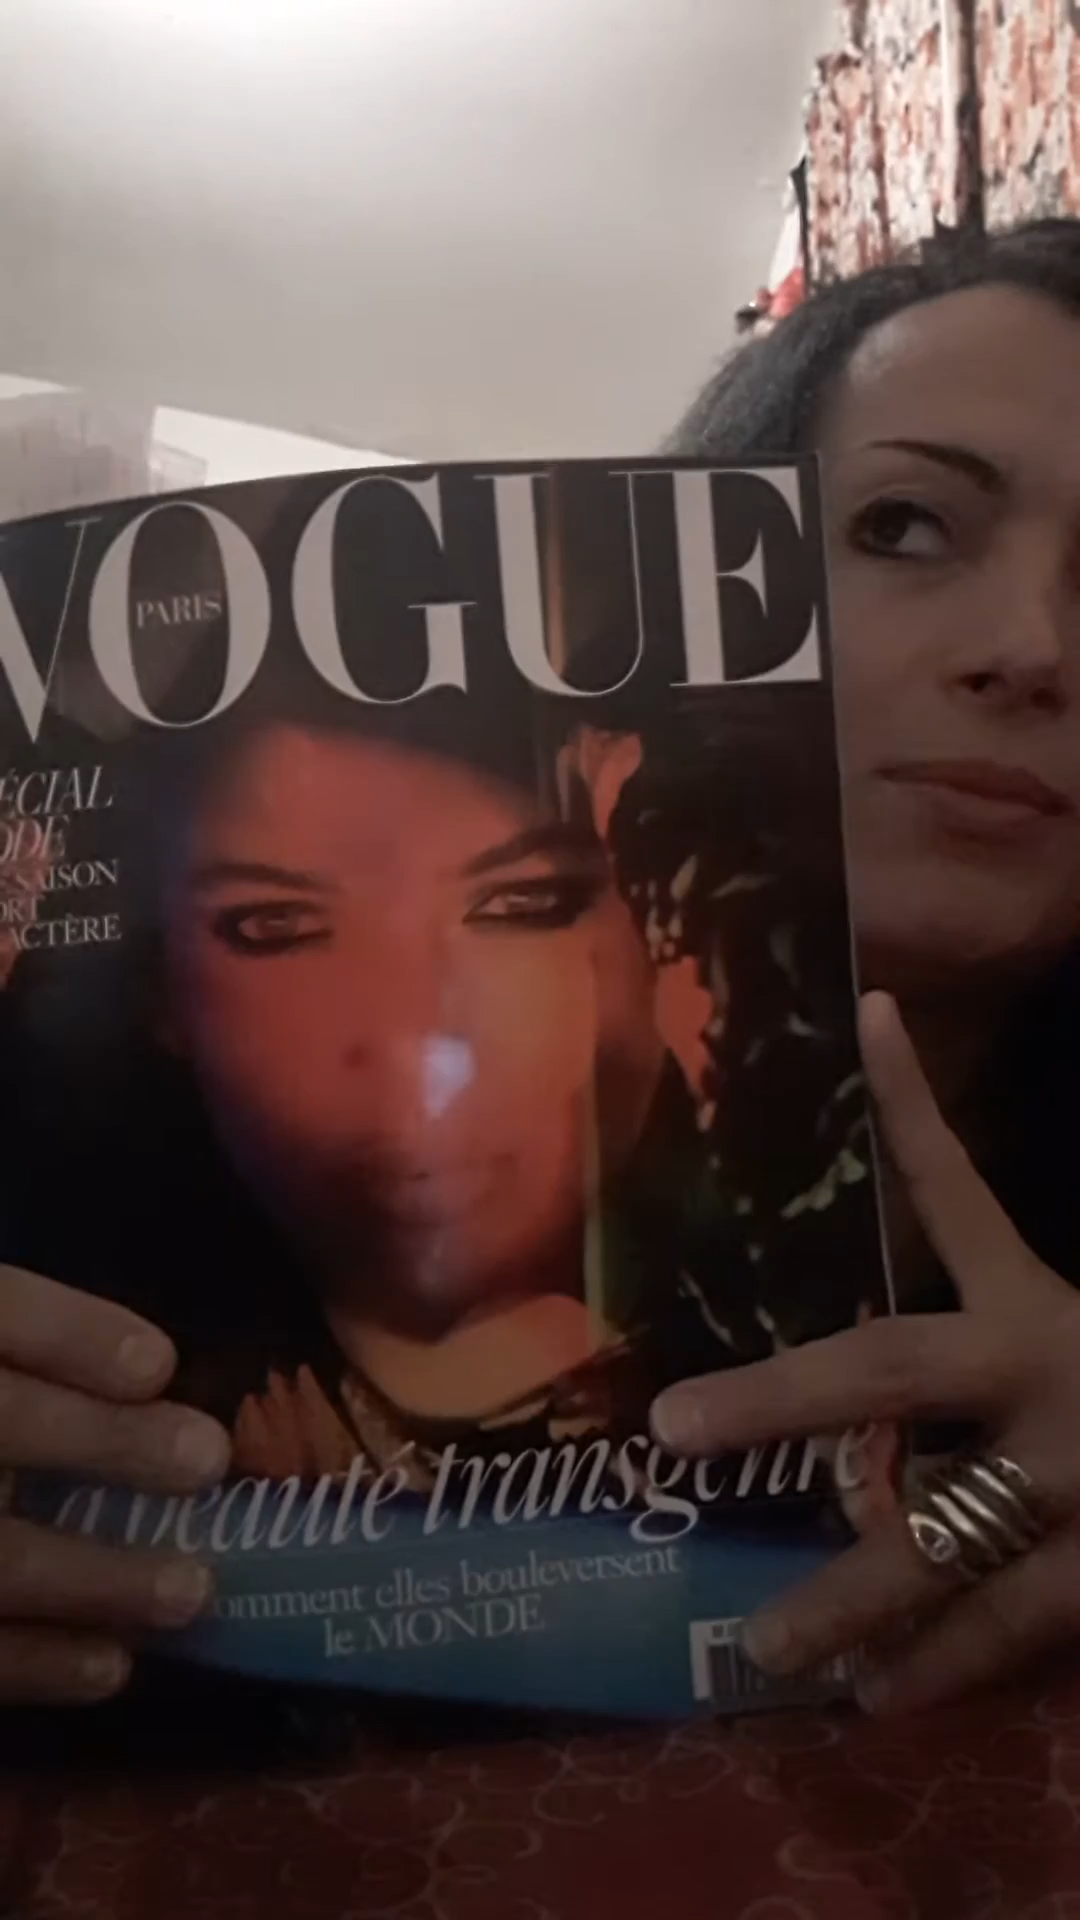 VOGUE
PARIS
ÉCIAL
ODE
SAISON
ORT
ACTÈRE
a beauté transgenre
omment elles bouleversent
le MONDE